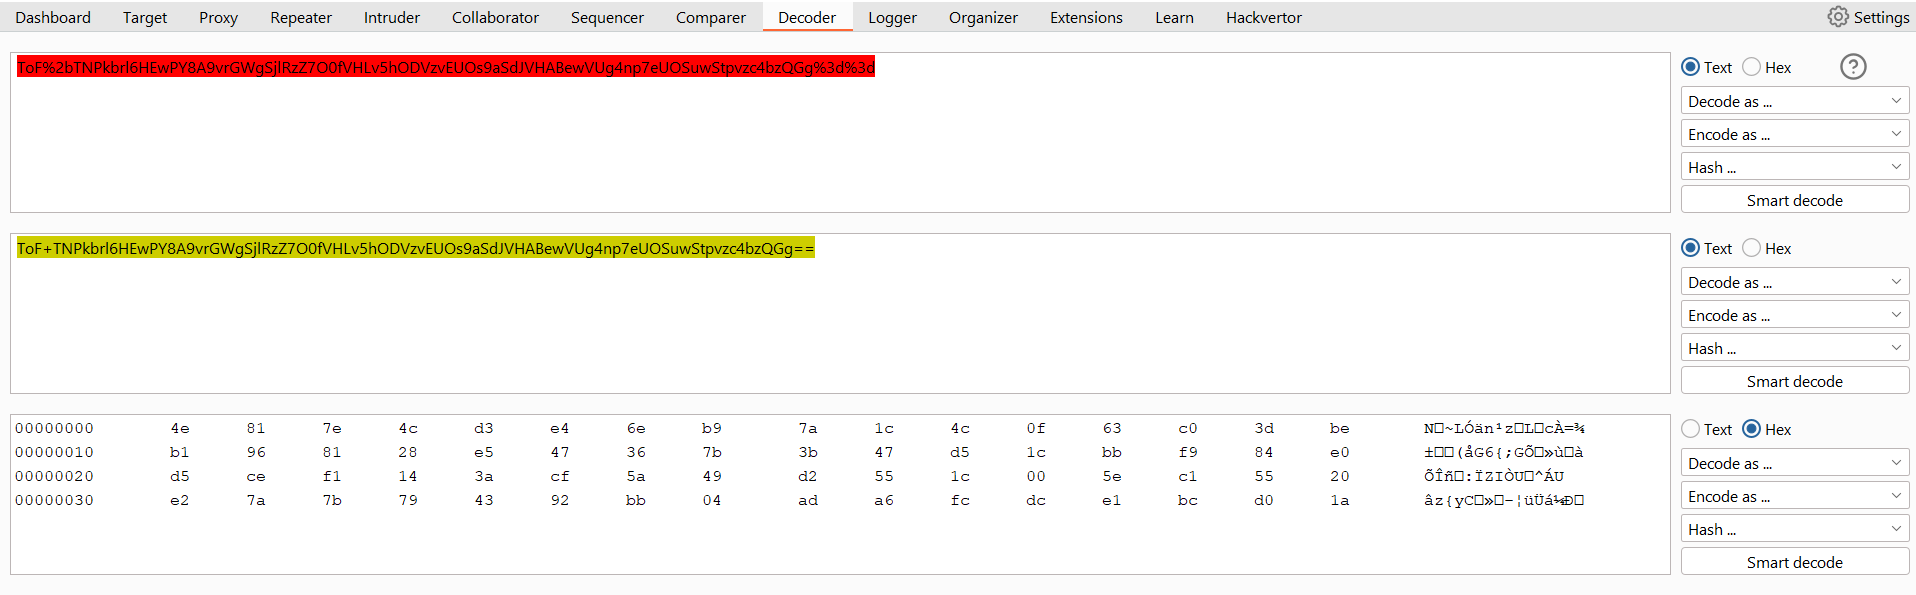 Dashboard Target Proxy Repeater Intruder Collaborator Sequencer Comparer Decoder Logger Organizer Extensions Learn Hackvertor Settings
ToF%2bTNPkbrl6HEwPY8A9vrGWgSjlRzZ7O0fVHLv5hODVzvEUOs9aSdJVHABewVUg4np7eUOSuwStpvzc4bzQGg%3d%3d
Text Hex ?
Decode as ...
Encode as ...
Hash ...
Smart decode
ToF+TNPkbrl6HEwPY8A9vrGWgSjlRzZ7O0fVHLv5hODVzvEUOs9aSdJVHABewVUg4np7eUOSuwStpvzc4bzQGg==
Text Hex
Decode as ...
Encode as ...
Hash ...
Smart decode
00000000 4e 81 7e 4c d3 e4 6e b9 7a 1c 4c 0f 63 c0 3d be N□~LÓän¹z□L□cÀ=¾
00000010 b1 96 81 28 e5 47 36 7b 3b 47 d5 1c bb f9 84 e0 ±□□(åG6{;GÕ□»ù□à
00000020 d5 ce f1 14 3a cf 5a 49 d2 55 1c 00 5e c1 55 20 ÕÎñ□:ÏZIÒU□^ÁU
00000030 e2 7a 7b 79 43 92 bb 04 ad a6 fc dc e1 bc d0 1a âz{yC□»□-¦üÜá¼Ð□
Text Hex
Decode as ...
Encode as ...
Hash ...
Smart decode